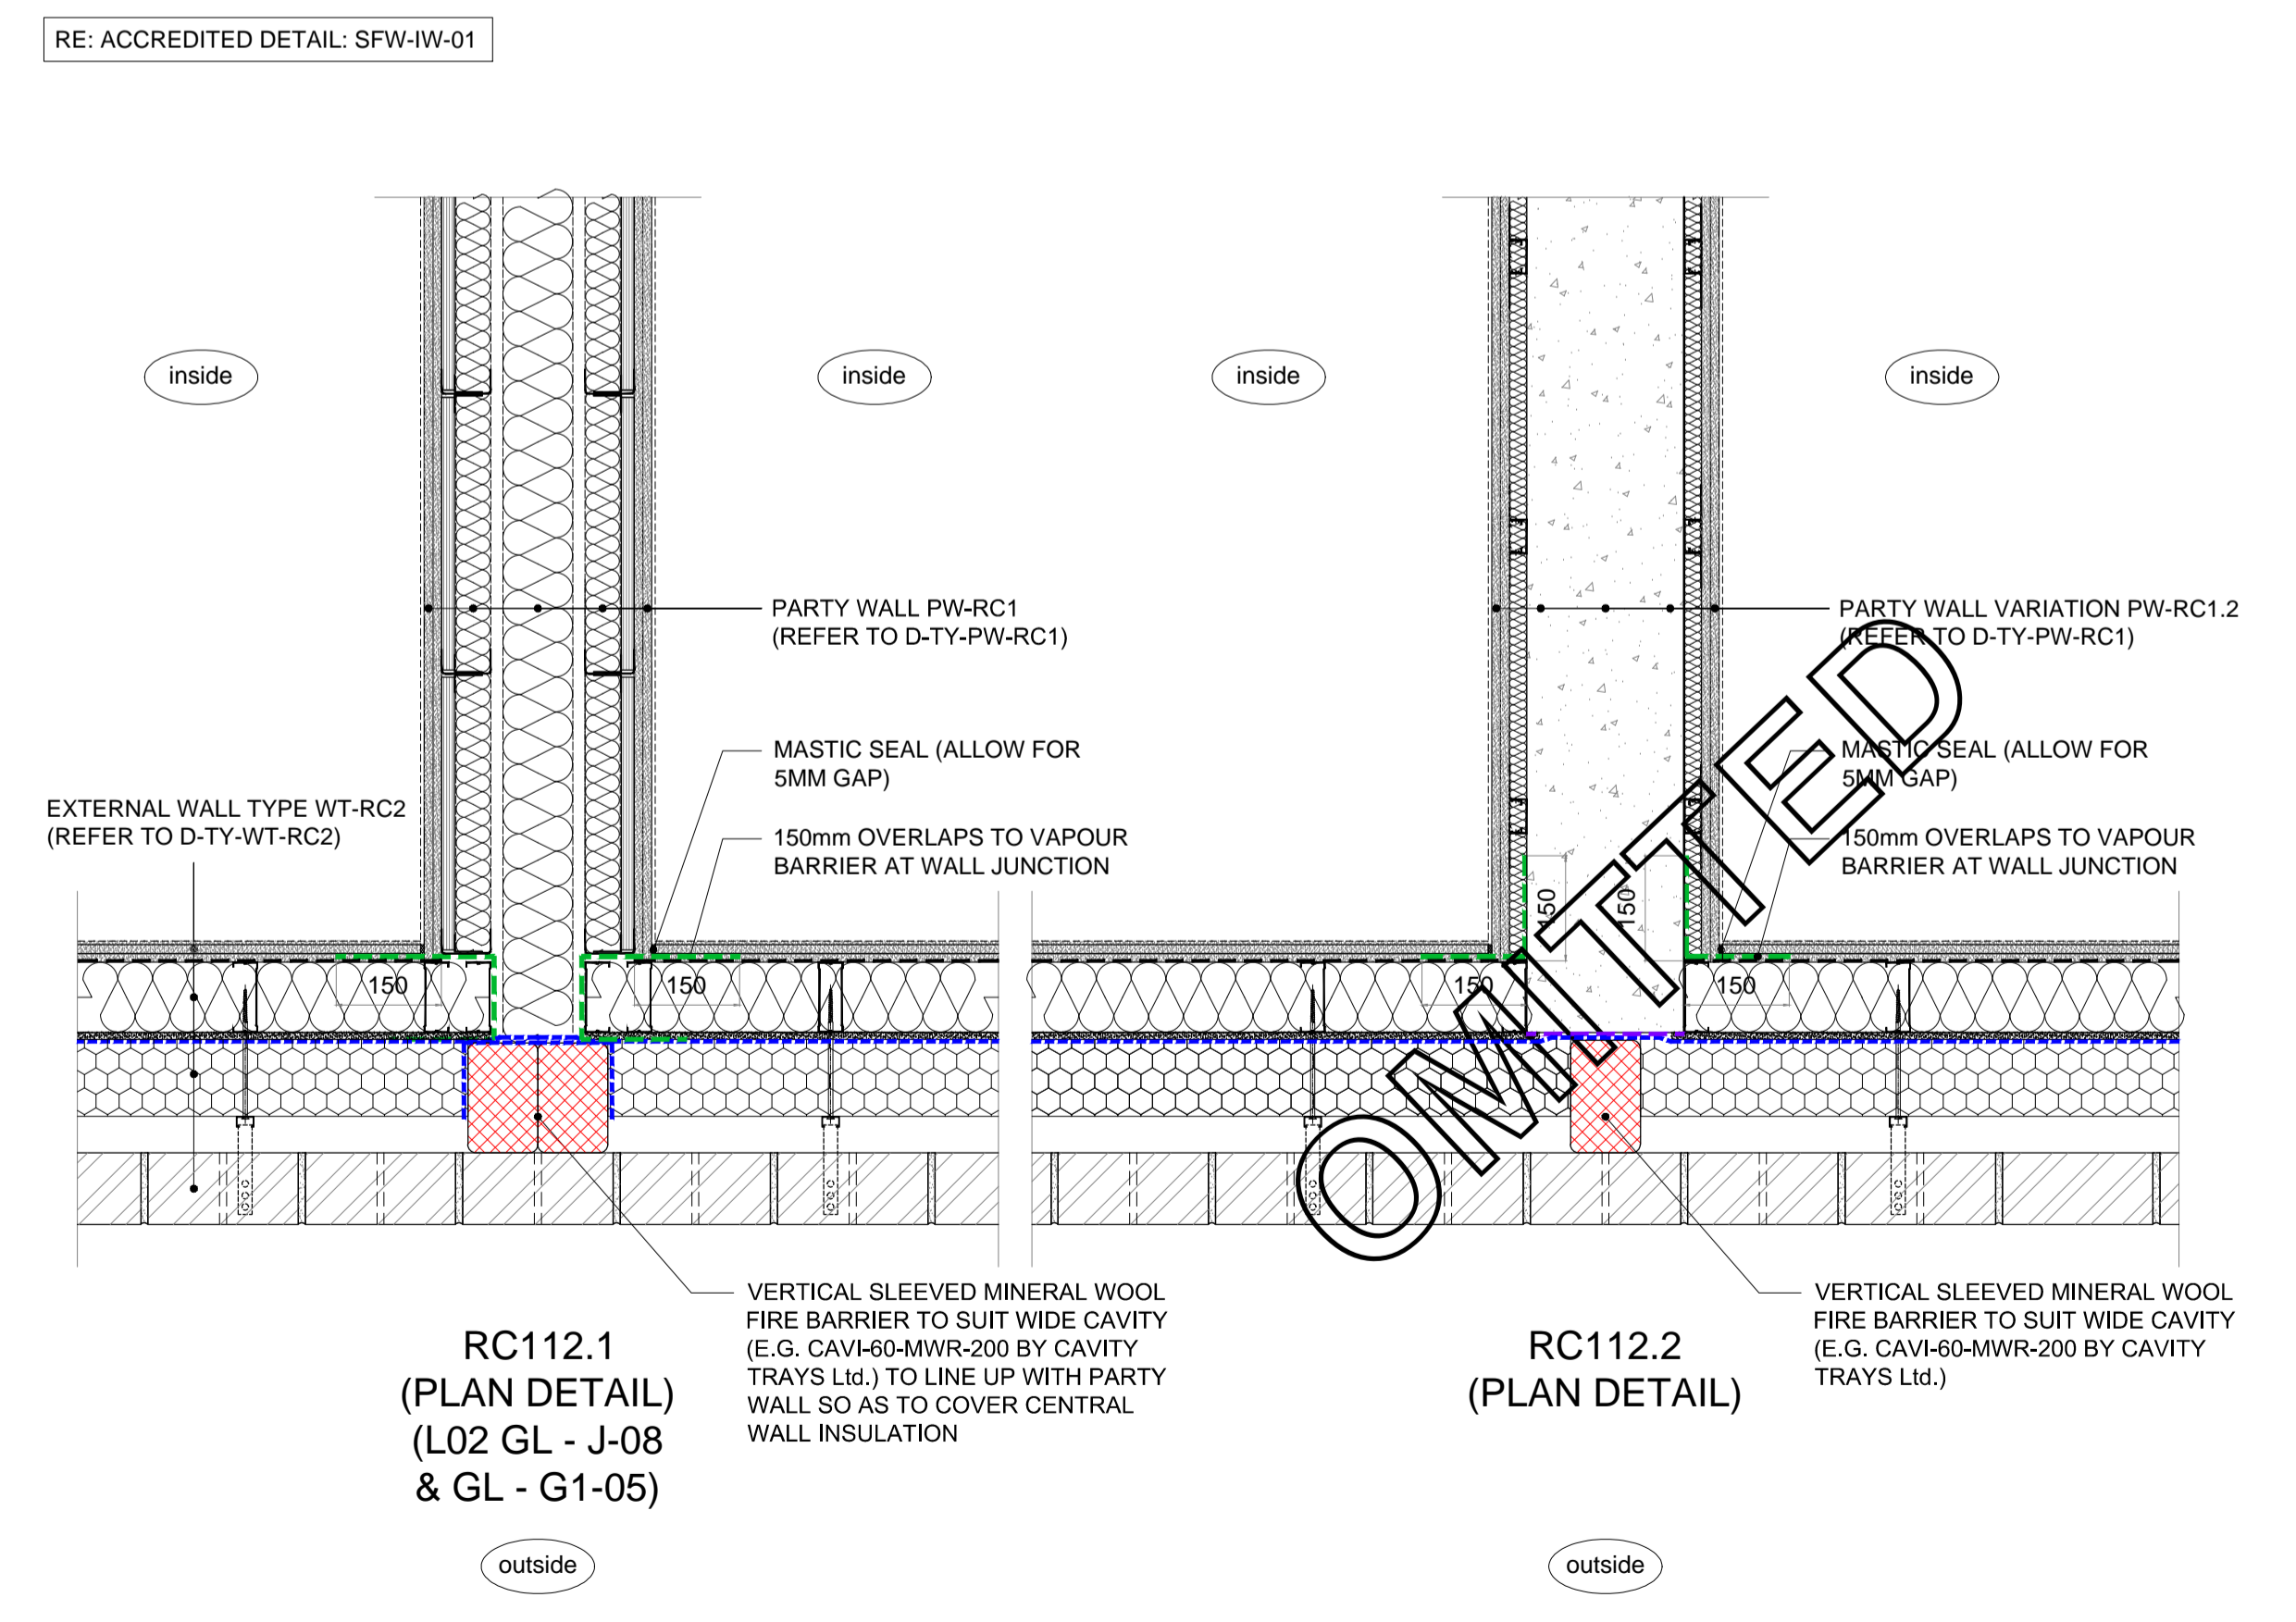 RE: ACCREDITED DETAIL: SFW-IW-01
inside
inside
inside
inside
PARTY WALL PW-RC1
(REFER TO D-TY-PW-RC1)
PARTY WALL VARIATION PW-RC1.2
(REFER TO D-TY-PW-RC1)
MASTIC SEAL (ALLOW FOR
5MM GAP)
MASTIC SEAL (ALLOW FOR
5MM GAP)
EXTERNAL WALL TYPE WT-RC2
(REFER TO D-TY-WT-RC2)
150mm OVERLAPS TO VAPOUR
BARRIER AT WALL JUNCTION
150mm OVERLAPS TO VAPOUR
BARRIER AT WALL JUNCTION
150
150
150
150
150
150
OMITTED
VERTICAL SLEEVED MINERAL WOOL
FIRE BARRIER TO SUIT WIDE CAVITY
(E.G. CAVI-60-MWR-200 BY CAVITY
TRAYS Ltd.) TO LINE UP WITH PARTY
WALL SO AS TO COVER CENTRAL
WALL INSULATION
VERTICAL SLEEVED MINERAL WOOL
FIRE BARRIER TO SUIT WIDE CAVITY
(E.G. CAVI-60-MWR-200 BY CAVITY
TRAYS Ltd.)
RC112.1
(PLAN DETAIL)
(L02 GL - J-08
& GL - G1-05)
RC112.2
(PLAN DETAIL)
outside
outside